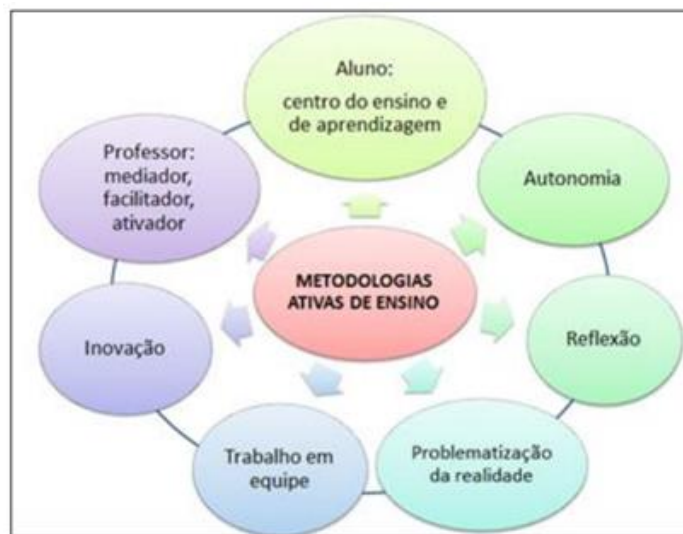 Aluno:
centro do ensino e
de aprendizagem
Autonomia
Reflexão
Problematização
da realidade
Trabalho em
equipe
Inovação
Professor:
mediador,
facilitador,
ativador
METODOLOGIAS
ATIVAS DE ENSINO